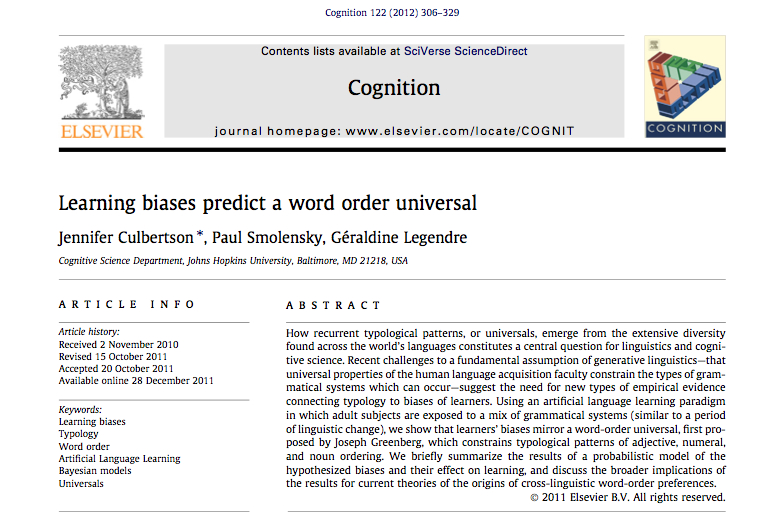 Cognition 122 (2012) 306–329
Contents lists available at SciVerse ScienceDirect
Cognition
journal homepage: www.elsevier.com/locate/COGNIT
ELSEVIER
COGNITION
Learning biases predict a word order universal
Jennifer Culbertson *, Paul Smolensky, Géraldine Legendre
Cognitive Science Department, Johns Hopkins University, Baltimore, MD 21218, USA
ARTICLE INFO
Article history:
Received 2 November 2010
Revised 15 October 2011
Accepted 20 October 2011
Available online 28 December 2011
Keywords:
Learning biases
Typology
Word order
Artificial Language Learning
Bayesian models
Universals
ABSTRACT
How recurrent typological patterns, or universals, emerge from the extensive diversity
found across the world's languages constitutes a central question for linguistics and cogni-
tive science. Recent challenges to a fundamental assumption of generative linguistics—that
universal properties of the human language acquisition faculty constrain the types of gram-
matical systems which can occur—suggest the need for new types of empirical evidence
connecting typology to biases of learners. Using an artificial language learning paradigm
in which adult subjects are exposed to a mix of grammatical systems (similar to a period
of linguistic change), we show that learners' biases mirror a word-order universal, first pro-
posed by Joseph Greenberg, which constrains typological patterns of adjective, numeral,
and noun ordering. We briefly summarize the results of a probabilistic model of the
hypothesized biases and their effect on learning, and discuss the broader implications of
the results for current theories of the origins of cross-linguistic word-order preferences.
© 2011 Elsevier B.V. All rights reserved.